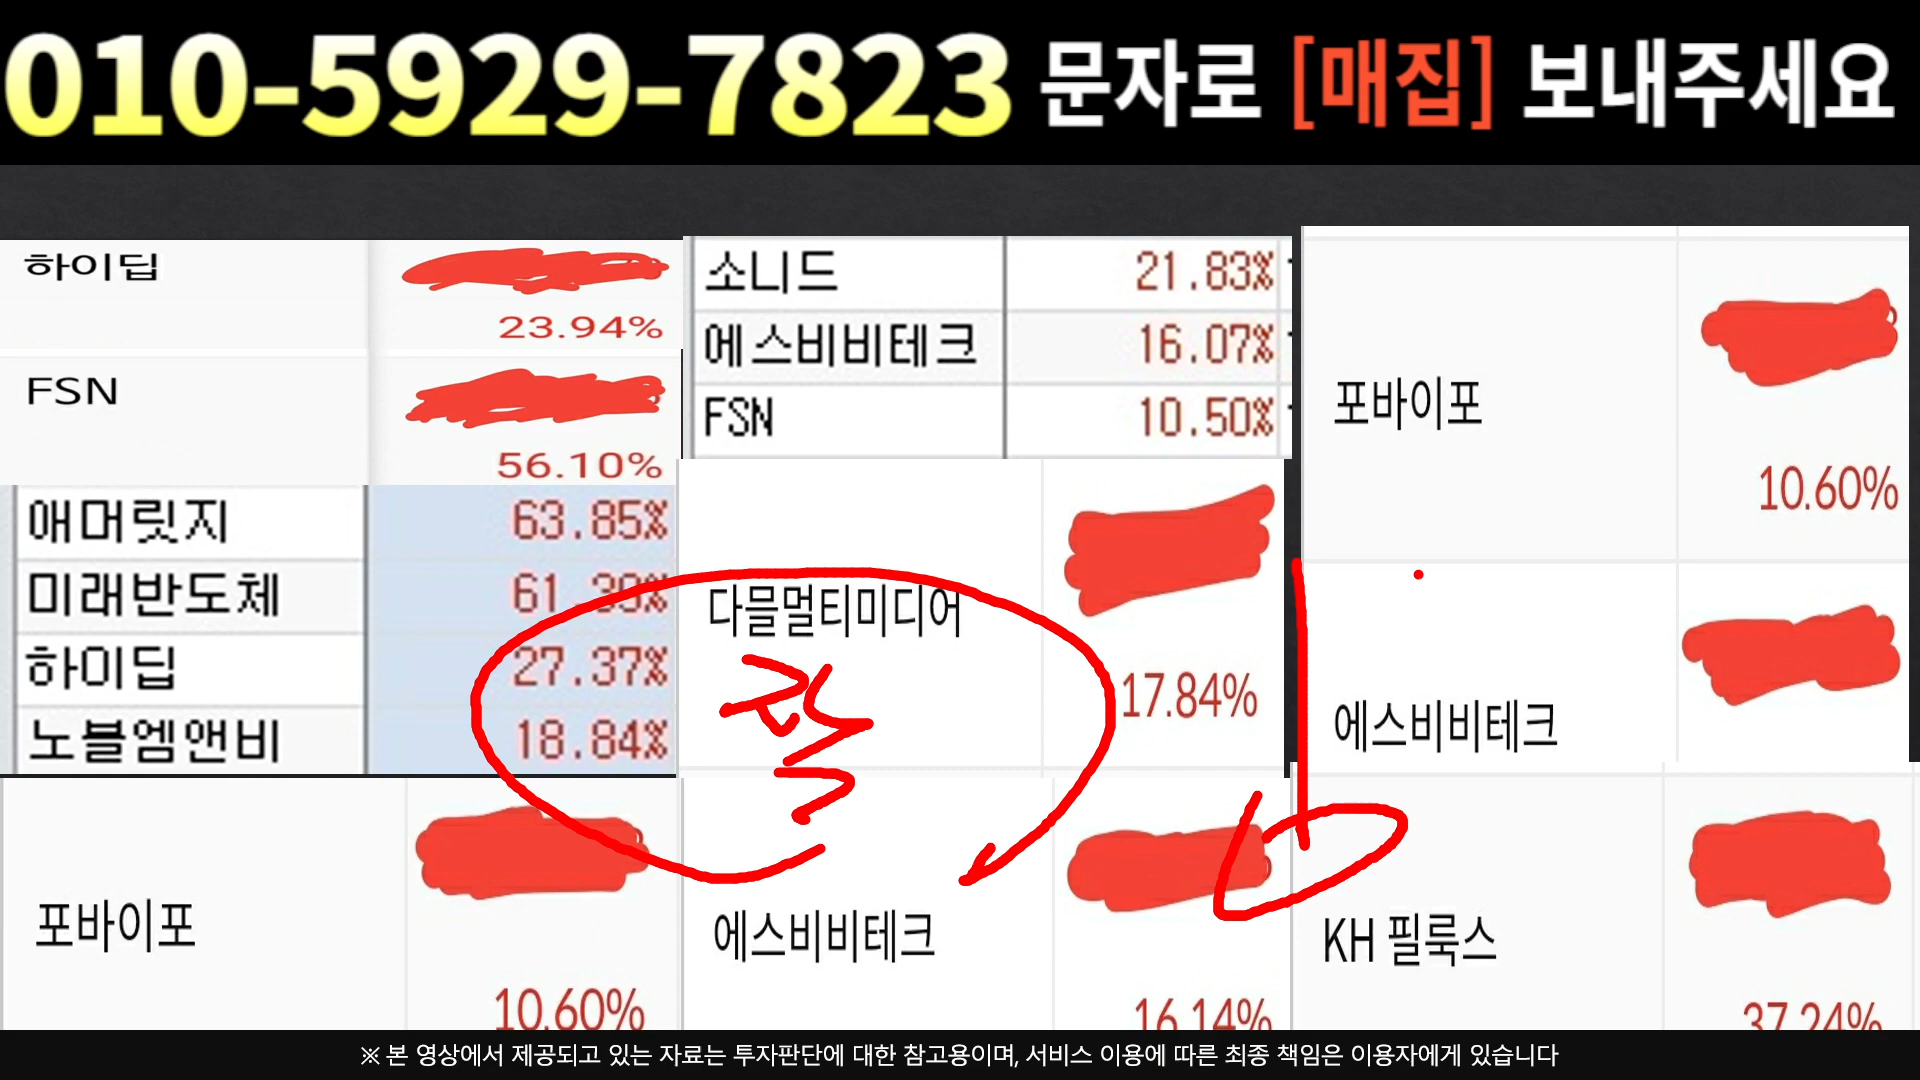 010-5929-7823 문자로 [매집] 보내주세요
하이딥
23.94%
FSN
56.10%
애머릿지 63.85%
미래반도체 61.39%
하이딥 27.37%
노블엠앤비 18.84%
소니드 21.83%
에스비비테크 16.07%
FSN 10.50%
다믈멀티미디어
17.84%
포바이포
10.60%
에스비비테크
포바이포
10.60%
에스비비테크
16.14%
KH 필룩스
37.24%
※ 본 영상에서 제공되고 있는 자료는 투자판단에 대한 참고용이며, 서비스 이용에 따른 최종 책임은 이용자에게 있습니다